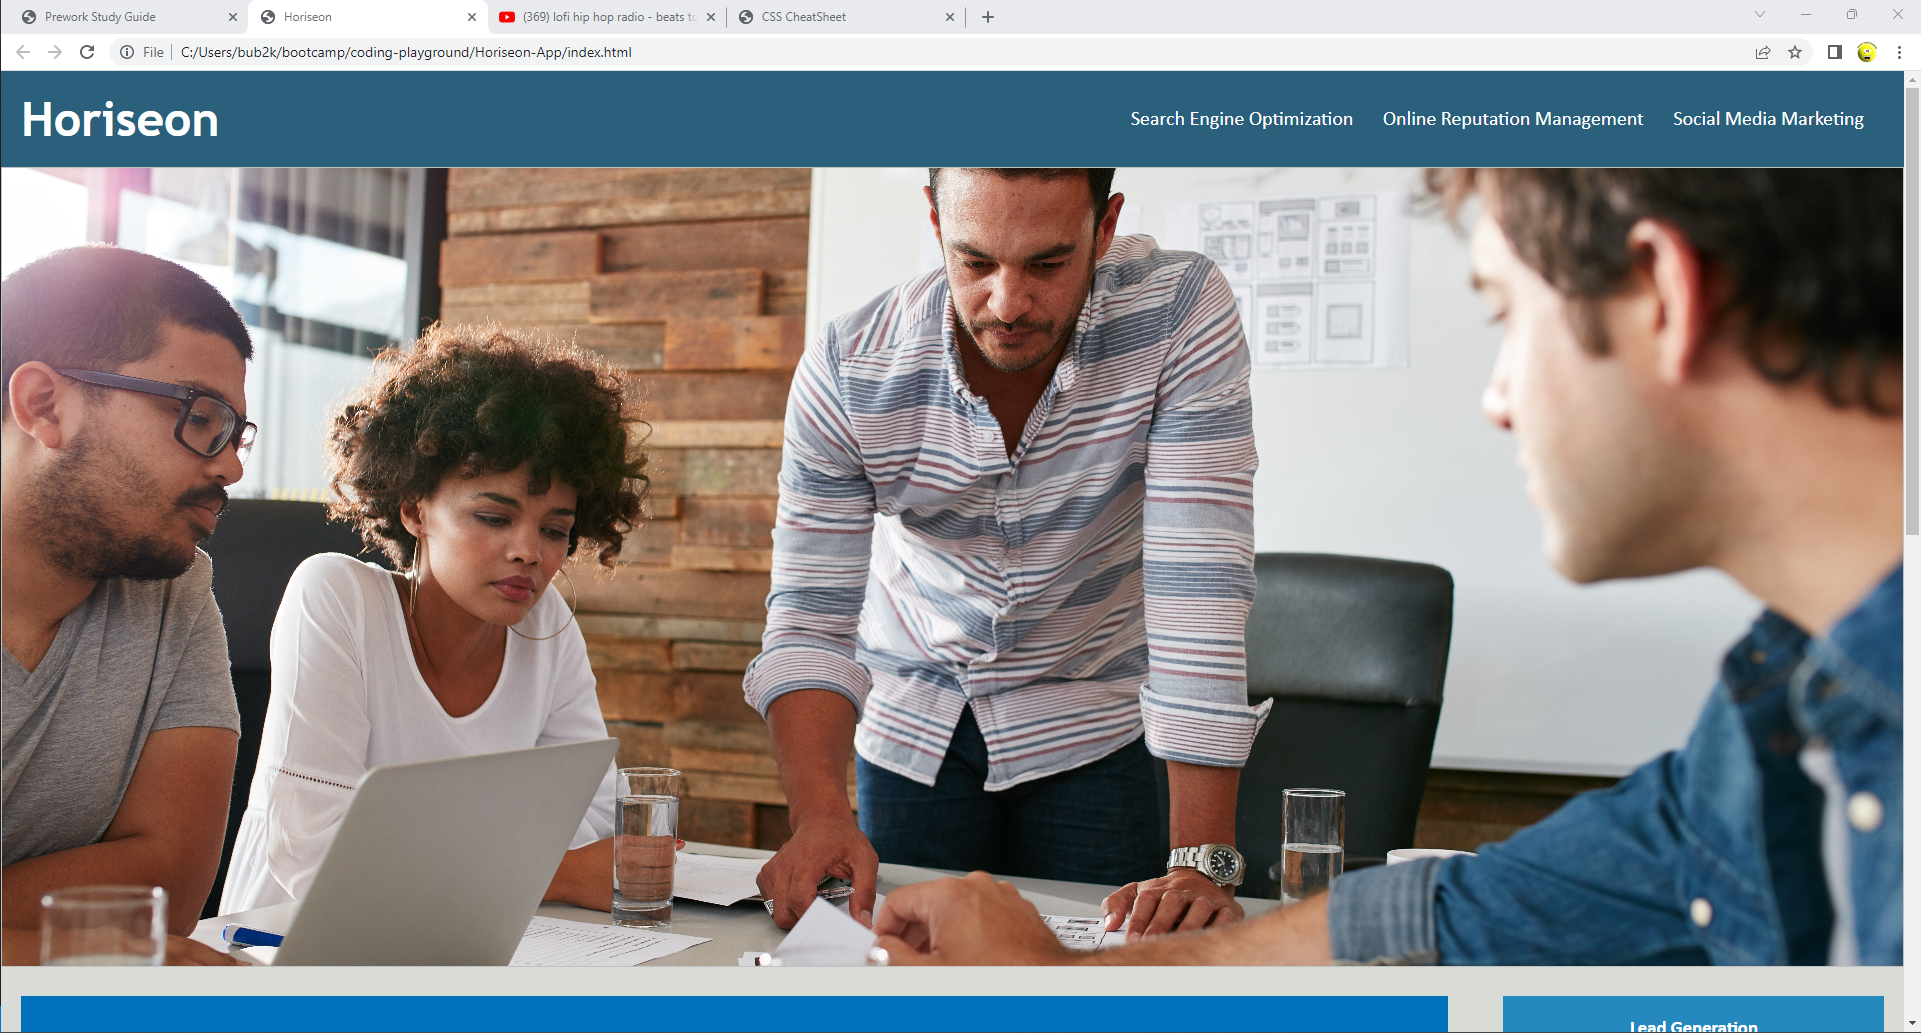 Prework Study Guide
Horiseon
(369) lofi hip hop radio - beats to
CSS CheatSheet
File
C:/Users/bub2k/bootcamp/coding-playground/Horiseon-App/index.html
Horiseon
Search Engine Optimization
Online Reputation Management
Social Media Marketing
Lead Generation